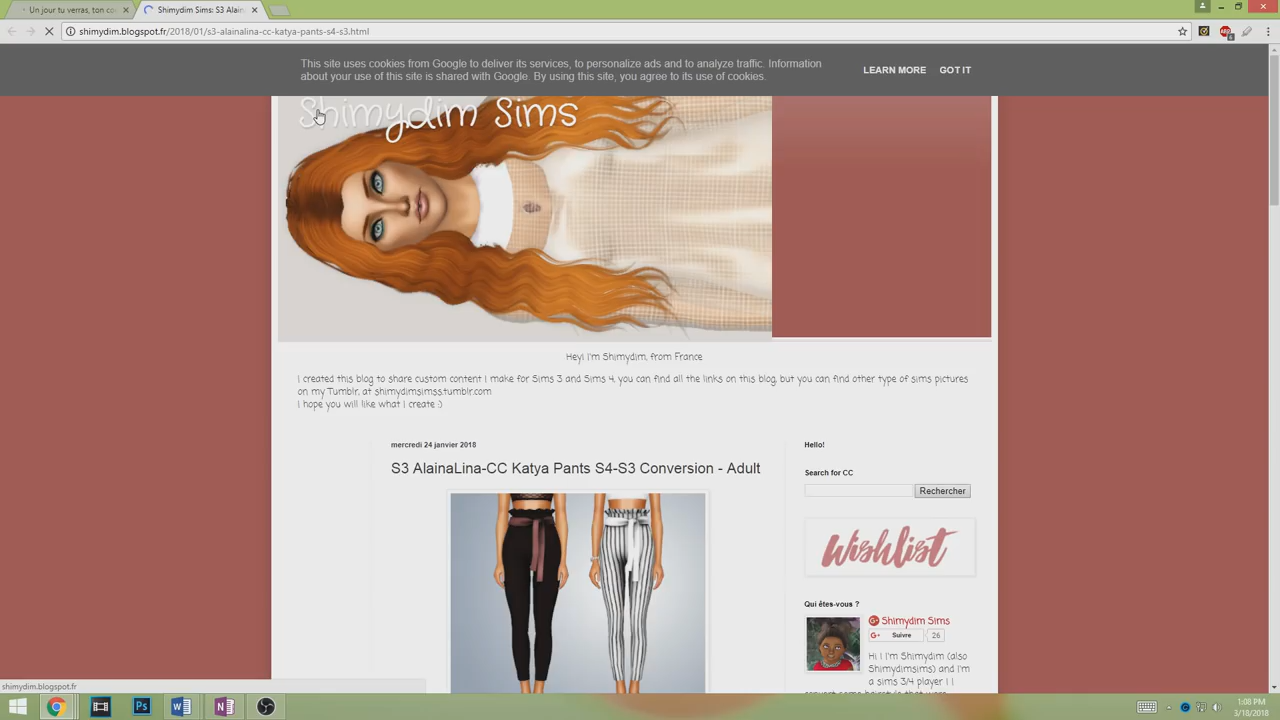 Un jour tu verras, ton co
Shimydim Sims: S3 Alain
shimydim.blogspot.fr/2018/01/s3-alainalina-cc-katya-pants-s4-s3.html
This site uses cookies from Google to deliver its services, to personalize ads and to analyze traffic. Information
about your use of this site is shared with Google. By using this site, you agree to its use of cookies.
LEARN MORE
GOT IT
Shimydim Sims
Hey! I'm Shimydim, from France
I created this blog to share custom content I make for Sims 3 and Sims 4, you can find all the links on this blog, but you can find other type of sims pictures
on my Tumblr, at shimydimsimss.tumblr.com
I hope you will like what I create :)
mercredi 24 janvier 2018
S3 AlainaLina-CC Katya Pants S4-S3 Conversion - Adult
Hello!
Search for CC
Rechercher
Wishlist
Qui êtes-vous ?
Shimydim Sims
Suivre
26
Hi ! I'm Shimydim (also
Shimydimsims) and I'm
a sims 3/4 player ! I
shimydim.blogspot.fr
1:08 PM
3/18/2018